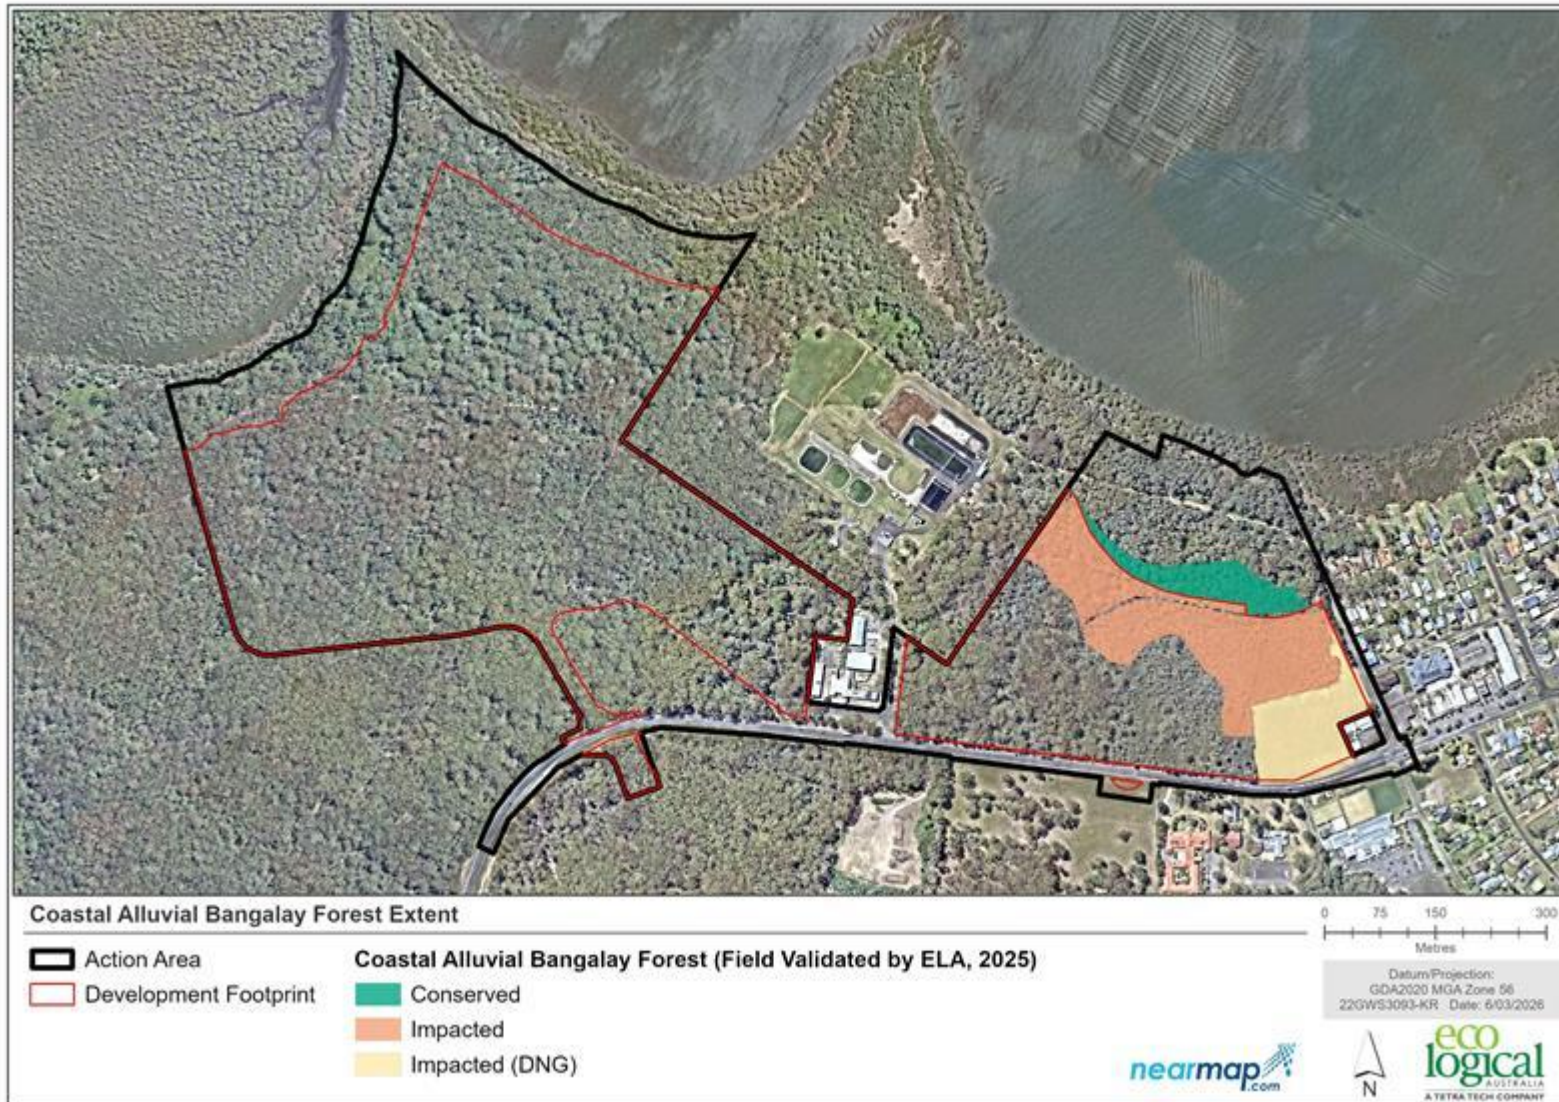 Coastal Alluvial Bangalay Forest Extent
Action Area
Development Footprint
Coastal Alluvial Bangalay Forest (Field Validated by ELA, 2025)
Conserved
Impacted
Impacted (DNG)
0 75 150 300
Metres
Datum/Projection:
GDA2020 MGA Zone 56
22GWS3093-KR Date: 6/03/2026
nearmap
.com
N
eco
logical
AUSTRALIA
A TETRA TECH COMPANY